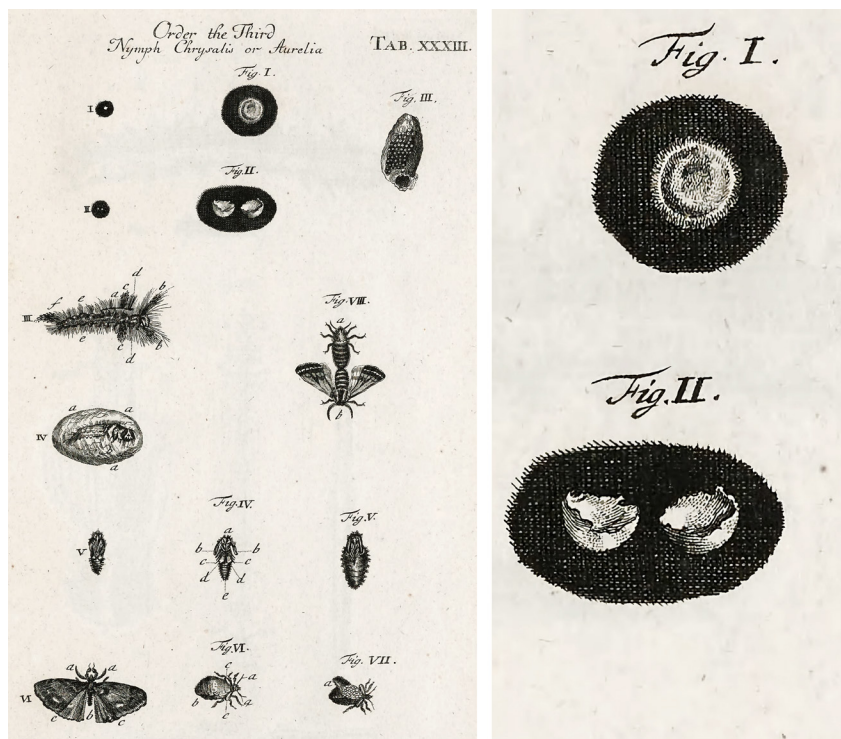 Order the Third
Nymph Chrysalis or Aurelia
TAB. XXXIII.
Fig. I.
I
Fig. III.
Fig. II.
II
d
c
b
a
f
e
III
e
c
b
d
Fig. VIII.
a
b
a
a
IV
a
Fig. IV.
a
b
b
c
c
d
d
e
Fig. V.
V
Fig. VI.
c
a
b
a
c
Fig. VII.
a
a
a
VI
c
b
c
Fig. I.
Fig. II.